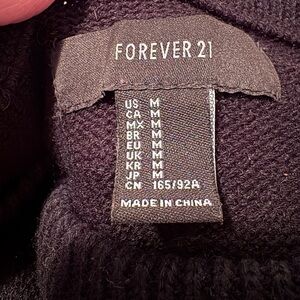 FOREVER 21
US M
CA M
MX M
BR M
EU M
UK M
KR M
JP M
CN 165/92A
MADE IN CHINA